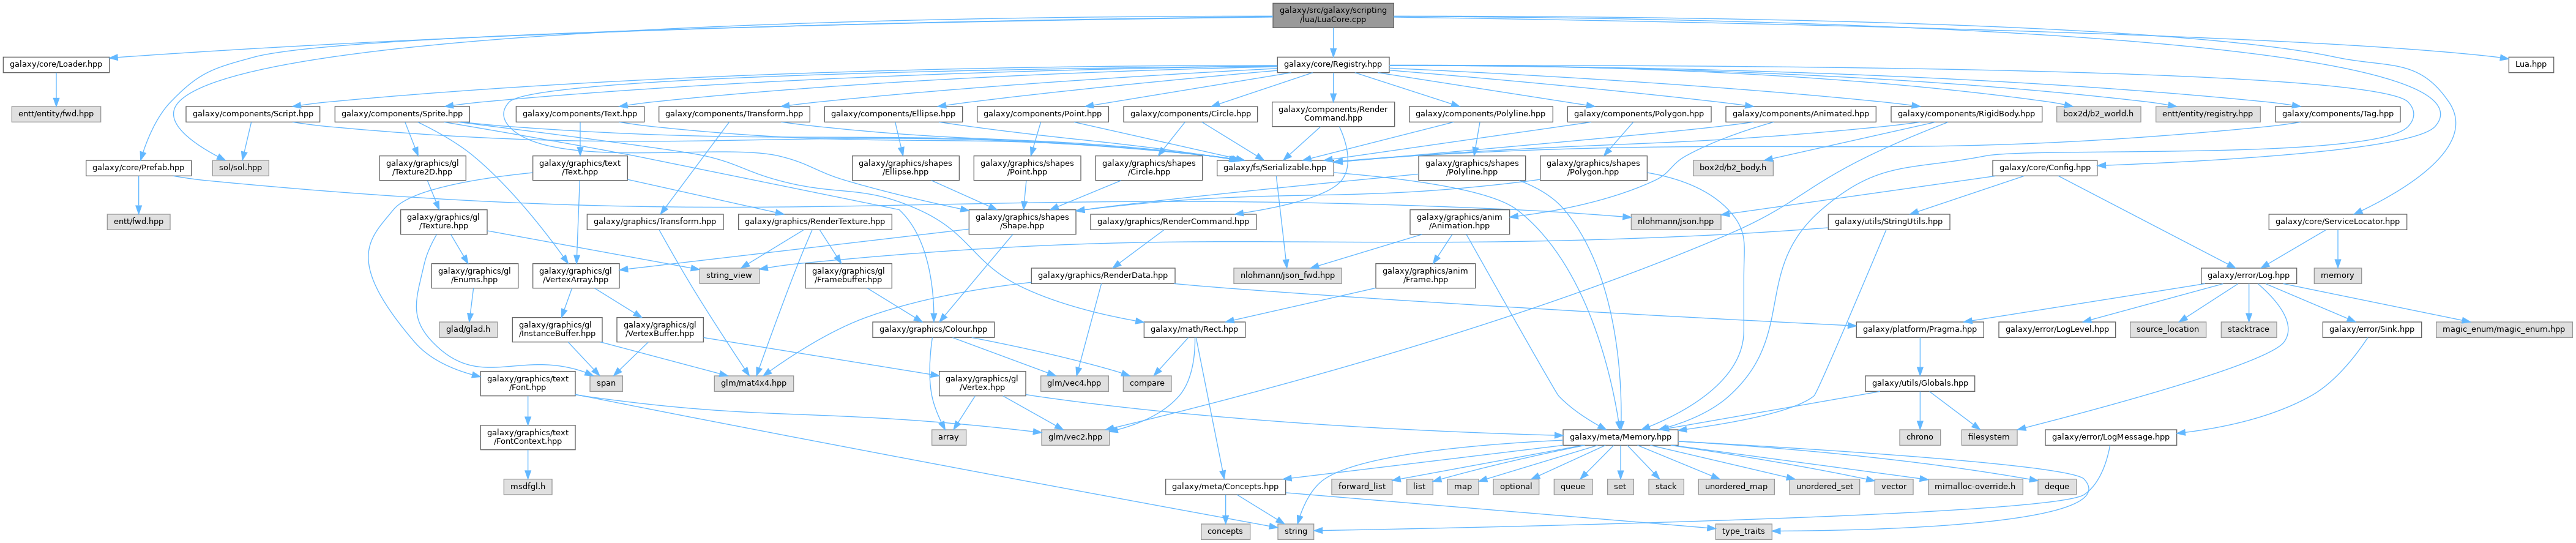 galaxy/src/galaxy/scripting
/lua/LuaCore.cpp
galaxy/core/Loader.hpp
galaxy/core/Registry.hpp
Lua.hpp
entt/entity/fwd.hpp
galaxy/components/Script.hpp
galaxy/components/Sprite.hpp
galaxy/components/Text.hpp
galaxy/components/Transform.hpp
galaxy/components/Ellipse.hpp
galaxy/components/Point.hpp
galaxy/components/Circle.hpp
galaxy/components/Render
Command.hpp
galaxy/components/Polyline.hpp
galaxy/components/Polygon.hpp
galaxy/components/Animated.hpp
galaxy/components/RigidBody.hpp
box2d/b2_world.h
entt/entity/registry.hpp
galaxy/components/Tag.hpp
galaxy/core/Prefab.hpp
sol/sol.hpp
galaxy/graphics/gl
/Texture2D.hpp
galaxy/graphics/text
/Text.hpp
galaxy/graphics/shapes
/Ellipse.hpp
galaxy/graphics/shapes
/Point.hpp
galaxy/graphics/shapes
/Circle.hpp
galaxy/fs/Serializable.hpp
galaxy/graphics/shapes
/Polyline.hpp
galaxy/graphics/shapes
/Polygon.hpp
box2d/b2_body.h
galaxy/core/Config.hpp
entt/fwd.hpp
galaxy/graphics/gl
/Texture.hpp
galaxy/graphics/Transform.hpp
galaxy/graphics/RenderTexture.hpp
galaxy/graphics/shapes
/Shape.hpp
galaxy/graphics/RenderCommand.hpp
nlohmann/json.hpp
galaxy/graphics/anim
/Animation.hpp
galaxy/utils/StringUtils.hpp
galaxy/core/ServiceLocator.hpp
galaxy/graphics/gl
/Enums.hpp
galaxy/graphics/gl
/VertexArray.hpp
string_view
galaxy/graphics/gl
/Framebuffer.hpp
galaxy/graphics/RenderData.hpp
nlohmann/json_fwd.hpp
galaxy/graphics/anim
/Frame.hpp
galaxy/error/Log.hpp
memory
glad/glad.h
galaxy/graphics/gl
/InstanceBuffer.hpp
galaxy/graphics/gl
/VertexBuffer.hpp
galaxy/graphics/Colour.hpp
galaxy/math/Rect.hpp
galaxy/platform/Pragma.hpp
galaxy/error/LogLevel.hpp
source_location
stacktrace
galaxy/error/Sink.hpp
magic_enum/magic_enum.hpp
galaxy/graphics/text
/Font.hpp
span
glm/mat4x4.hpp
galaxy/graphics/gl
/Vertex.hpp
glm/vec4.hpp
compare
galaxy/utils/Globals.hpp
galaxy/graphics/text
/FontContext.hpp
array
glm/vec2.hpp
galaxy/meta/Memory.hpp
chrono
filesystem
galaxy/error/LogMessage.hpp
msdfgl.h
galaxy/meta/Concepts.hpp
forward_list
list
map
optional
queue
set
stack
unordered_map
unordered_set
vector
mimalloc-override.h
deque
concepts
string
type_traits